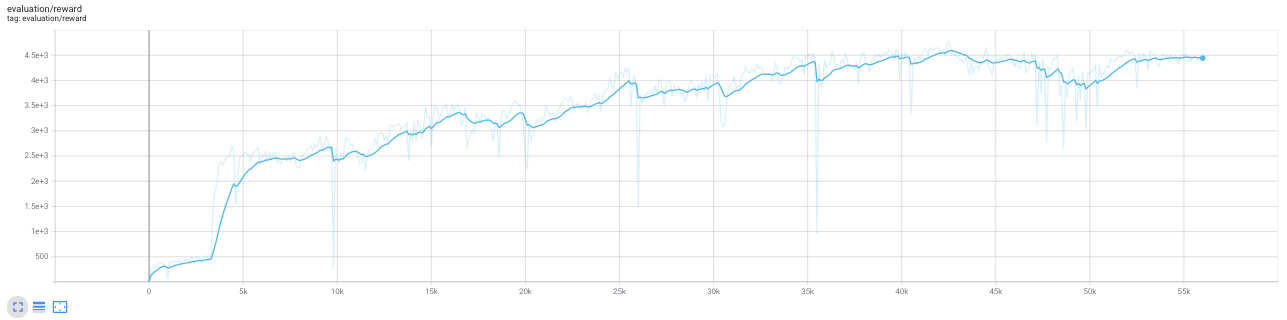 evaluation/reward
tag: evaluation/reward
4.5e+3
4e+3
3.5e+3
3e+3
2.5e+3
2e+3
1.5e+3
1e+3
500
0 5k 10k 15k 20k 25k 30k 35k 40k 45k 50k 55k